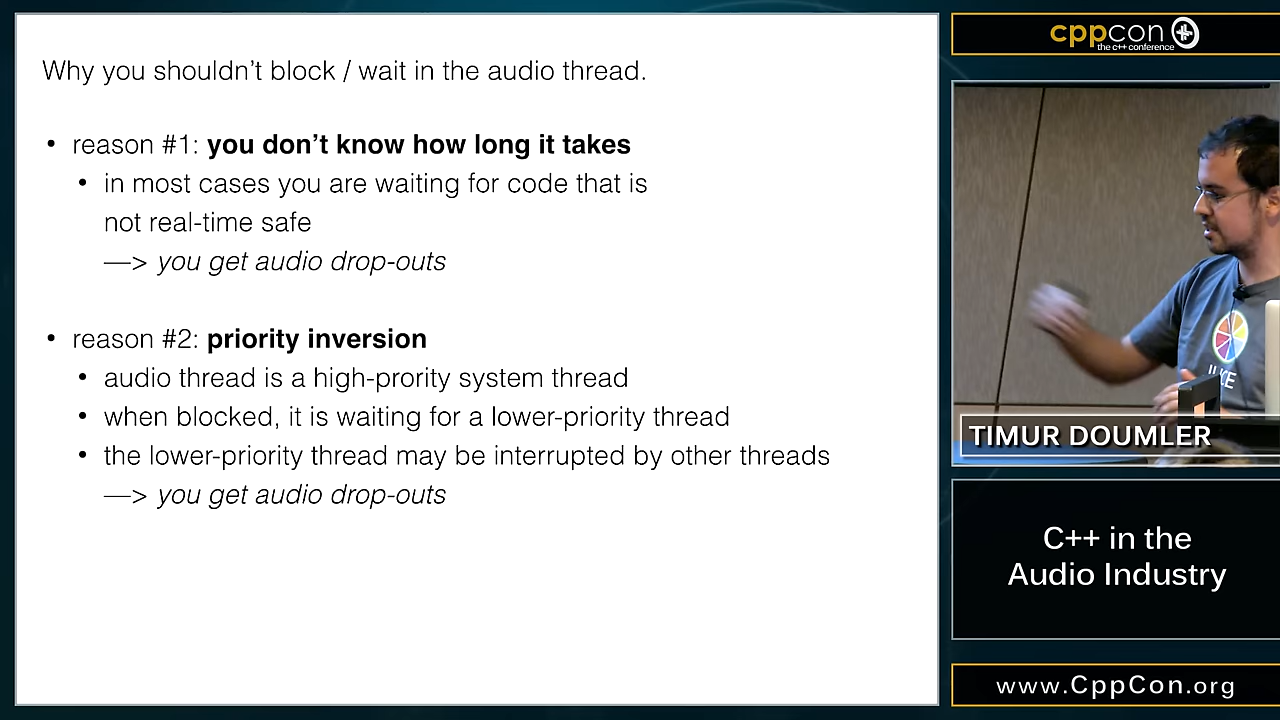 Why you shouldn't block / wait in the audio thread.
• reason #1: you don't know how long it takes
• in most cases you are waiting for code that is
not real-time safe
—> you get audio drop-outs
• reason #2: priority inversion
• audio thread is a high-prority system thread
• when blocked, it is waiting for a lower-priority thread
• the lower-priority thread may be interrupted by other threads
—> you get audio drop-outs
cppcon
the c++ conference
TIMUR DOUMLER
C++ in the
Audio Industry
www.CppCon.org